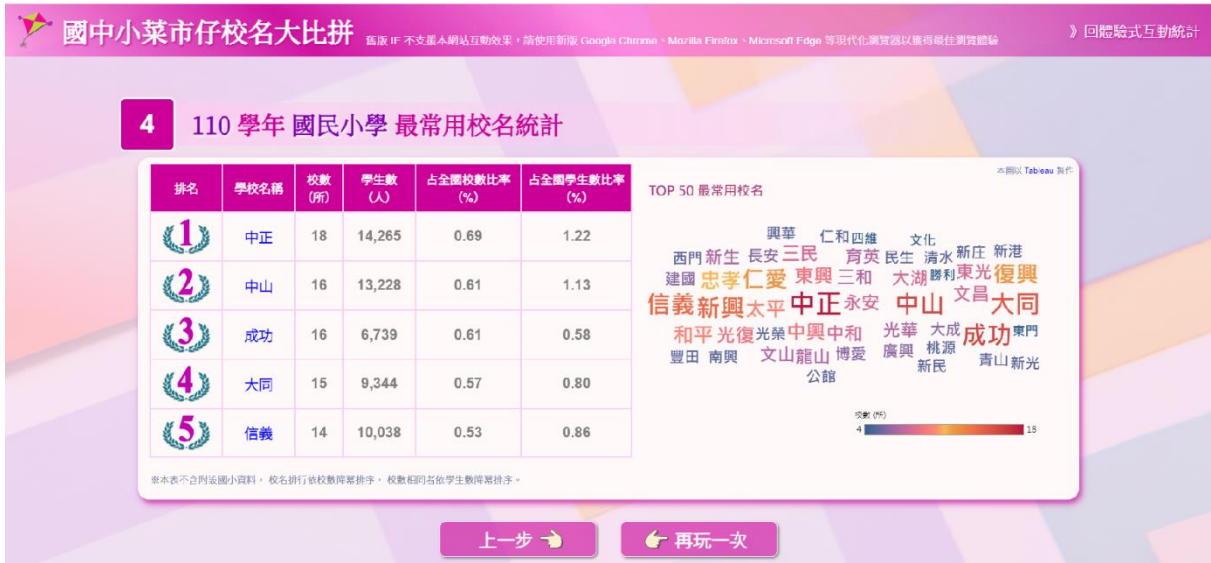 國中小菜市仔校名大比拼
舊版 IE 不支援本網站互動效果，請使用新版 Google Chrome、Mozilla Firefox、Microsoft Edge 等現代化瀏覽器以獲得最佳瀏覽體驗
》回體驗式互動統計
4 110 學年 國民小學 最常用校名統計
排名 學校名稱 校數 (所) 學生數 (人) 占全國校數比率 (%) 占全國學生數比率 (%)
1 中正 18 14,265 0.69 1.22
2 中山 16 13,228 0.61 1.13
3 成功 16 6,739 0.61 0.58
4 大同 15 9,344 0.57 0.80
5 信義 14 10,038 0.53 0.86
※本表不含附設國小資料，校名排行依校數降冪排序，校數相同者依學生數降冪排序。
本圖以 Tableau 製作
TOP 50 最常用校名
興華 仁和 四維 文化
西門 新生 長安 三民 育英 民生 清水 新庄 新港
建國 忠孝 仁愛 東興 三和 大湖 勝利 東光 復興
信義 新興 太平 中正 永安 中山 文昌 大同
和平 光復 光榮 中興 中和 光華 大成 成功 東門
豐田 南興 文山 龍山 博愛 廣興 桃源 青山 新光
公館 新民
校數 (所)
4 18
上一步
再玩一次